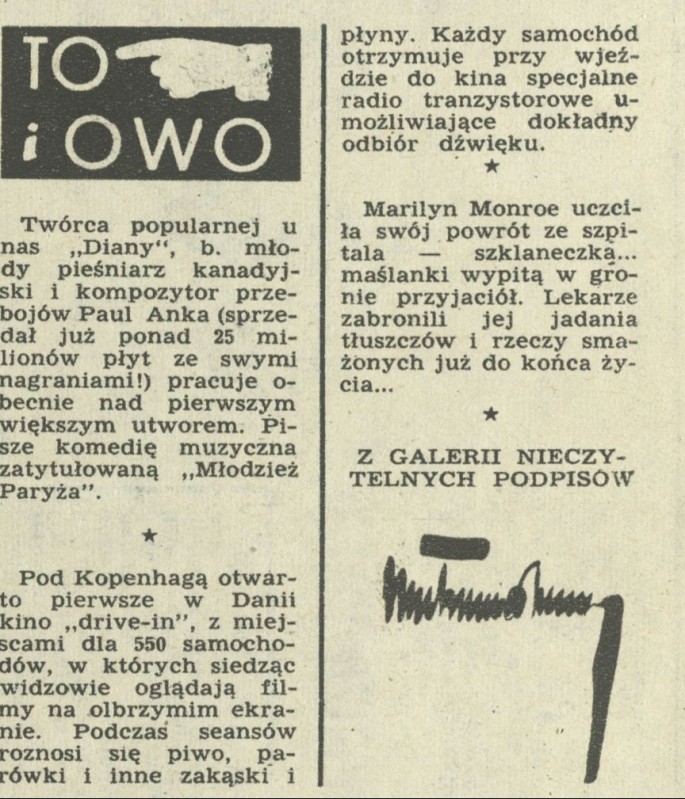 TO
i OWO
Twórca popularnej u
nas „Diany“, b. mło-
dy pieśniarz kanadyj-
ski i kompozytor prze-
bojów Paul Anka (sprze-
dał już ponad 25 mi-
lionów płyt ze swymi
nagraniami!) pracuje o-
becnie nad pierwszym
większym utworem. Pi-
sze komedię muzyczna
zatytułowaną „Młodzież
Paryża“.
★
Pod Kopenhagą otwar-
to pierwsze w Danii
kino „drive-in“, z miej-
scami dla 550 samocho-
dów, w których siedząc
widzowie oglądają fil-
my na olbrzymim ekra-
nie. Podczas seansów
roznosi się piwo, pa-
rówki i inne zakąski i
płyny. Każdy samochód
otrzymuje przy wjeź-
dzie do kina specjalne
radio tranzystorowe u-
możliwiające dokładny
odbiór dźwięku.
★
Marilyn Monroe uczci-
ła swój powrót ze szpi-
tala — szklaneczką...
maślanki wypitą w gro-
nie przyjaciół. Lekarze
zabronili jej jadania
tłuszczów i rzeczy sma-
żonych już do końca ży-
cia...
★
Z GALERII NIECZY-
TELNYCH PODPISÓW